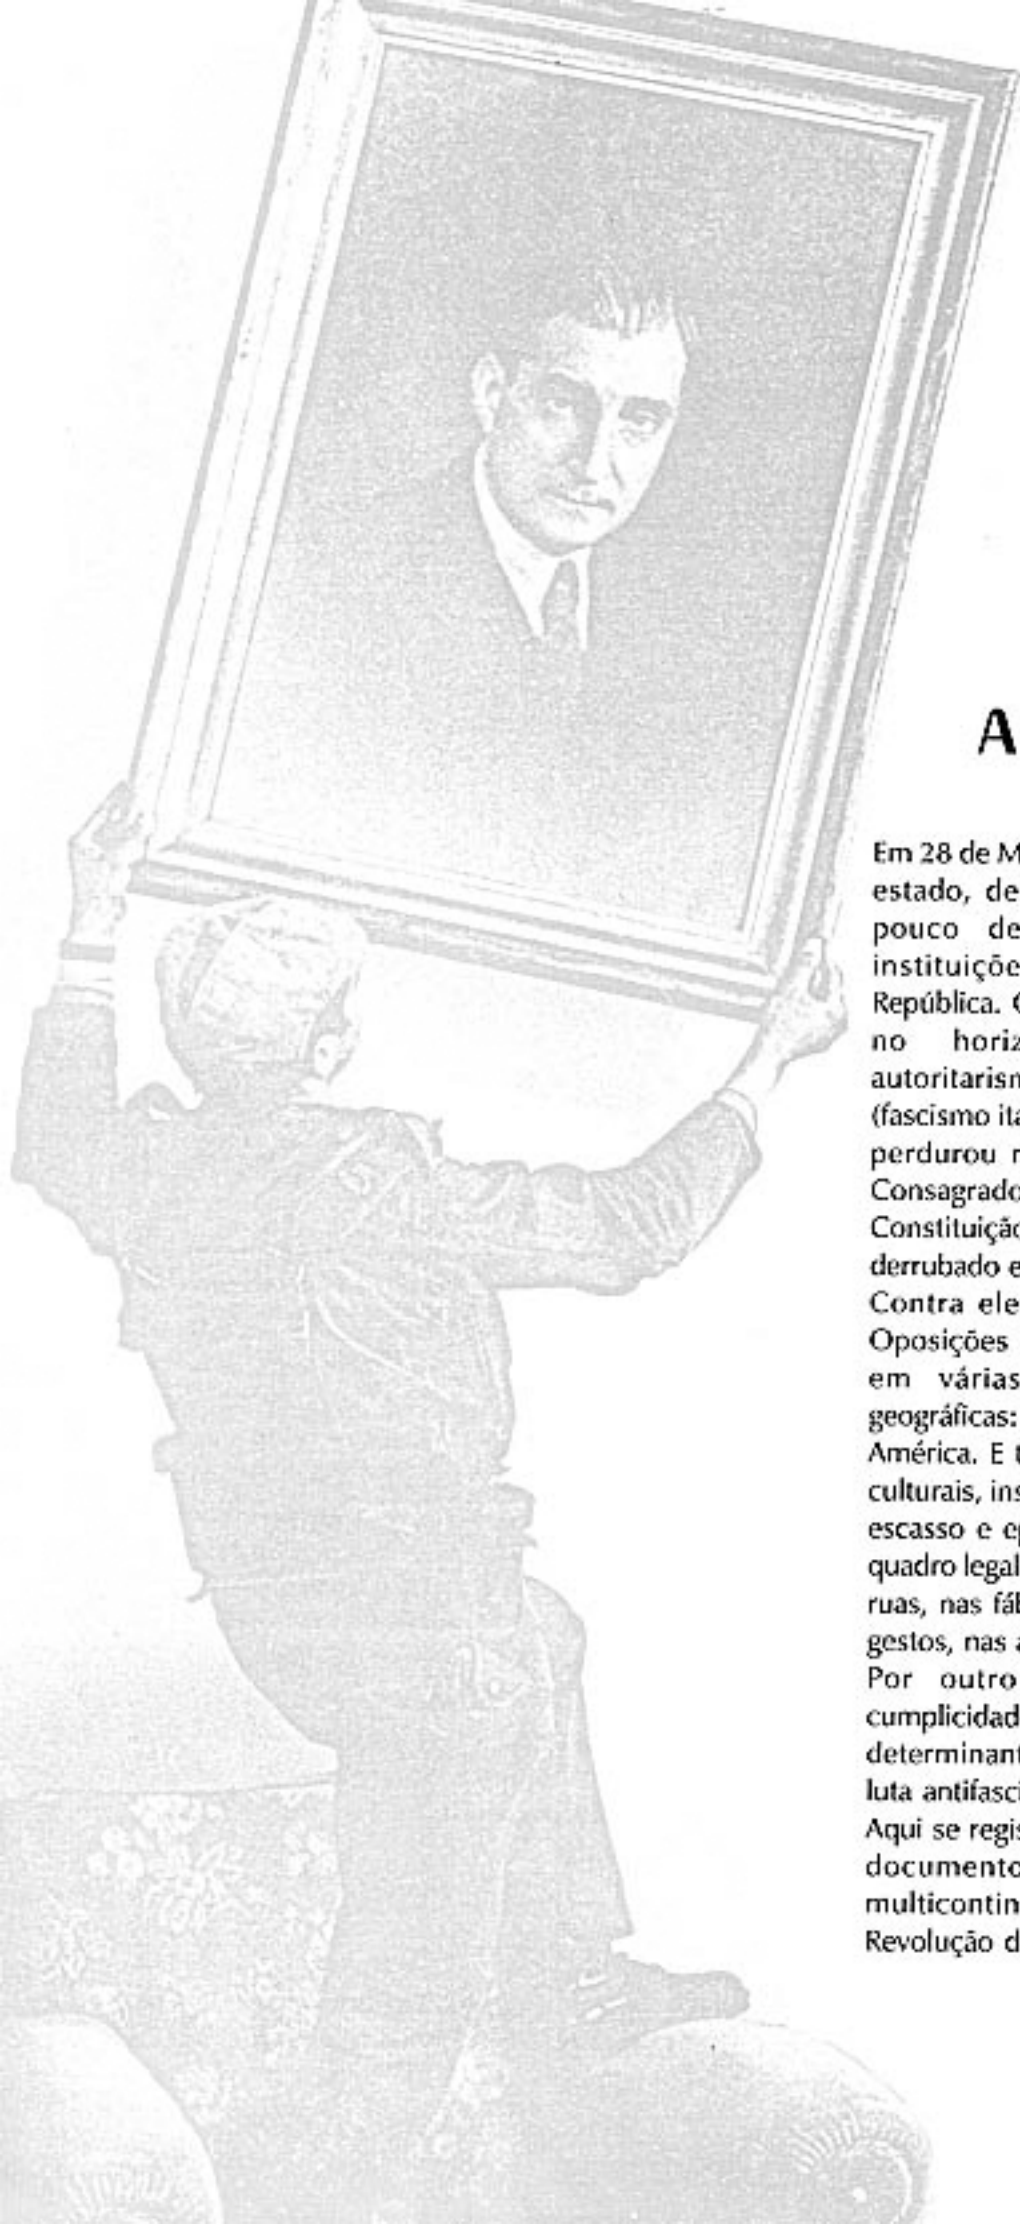 A
Em 28 de M
estado, de
pouco de
instituiçõe
República.
no horiz
autoritarism
(fascismo ita
perdurou
Consagrado
Constituição
derrubado e
Contra ele
Oposições
em várias
geográficas:
América. E t
culturais, ins
escasso e ep
quadro legal
ruas, nas fáb
gestos, nas a
Por outro
cumplicidad
determinant
luta antifasci
Aqui se regis
documento
multicontin
Revolução d